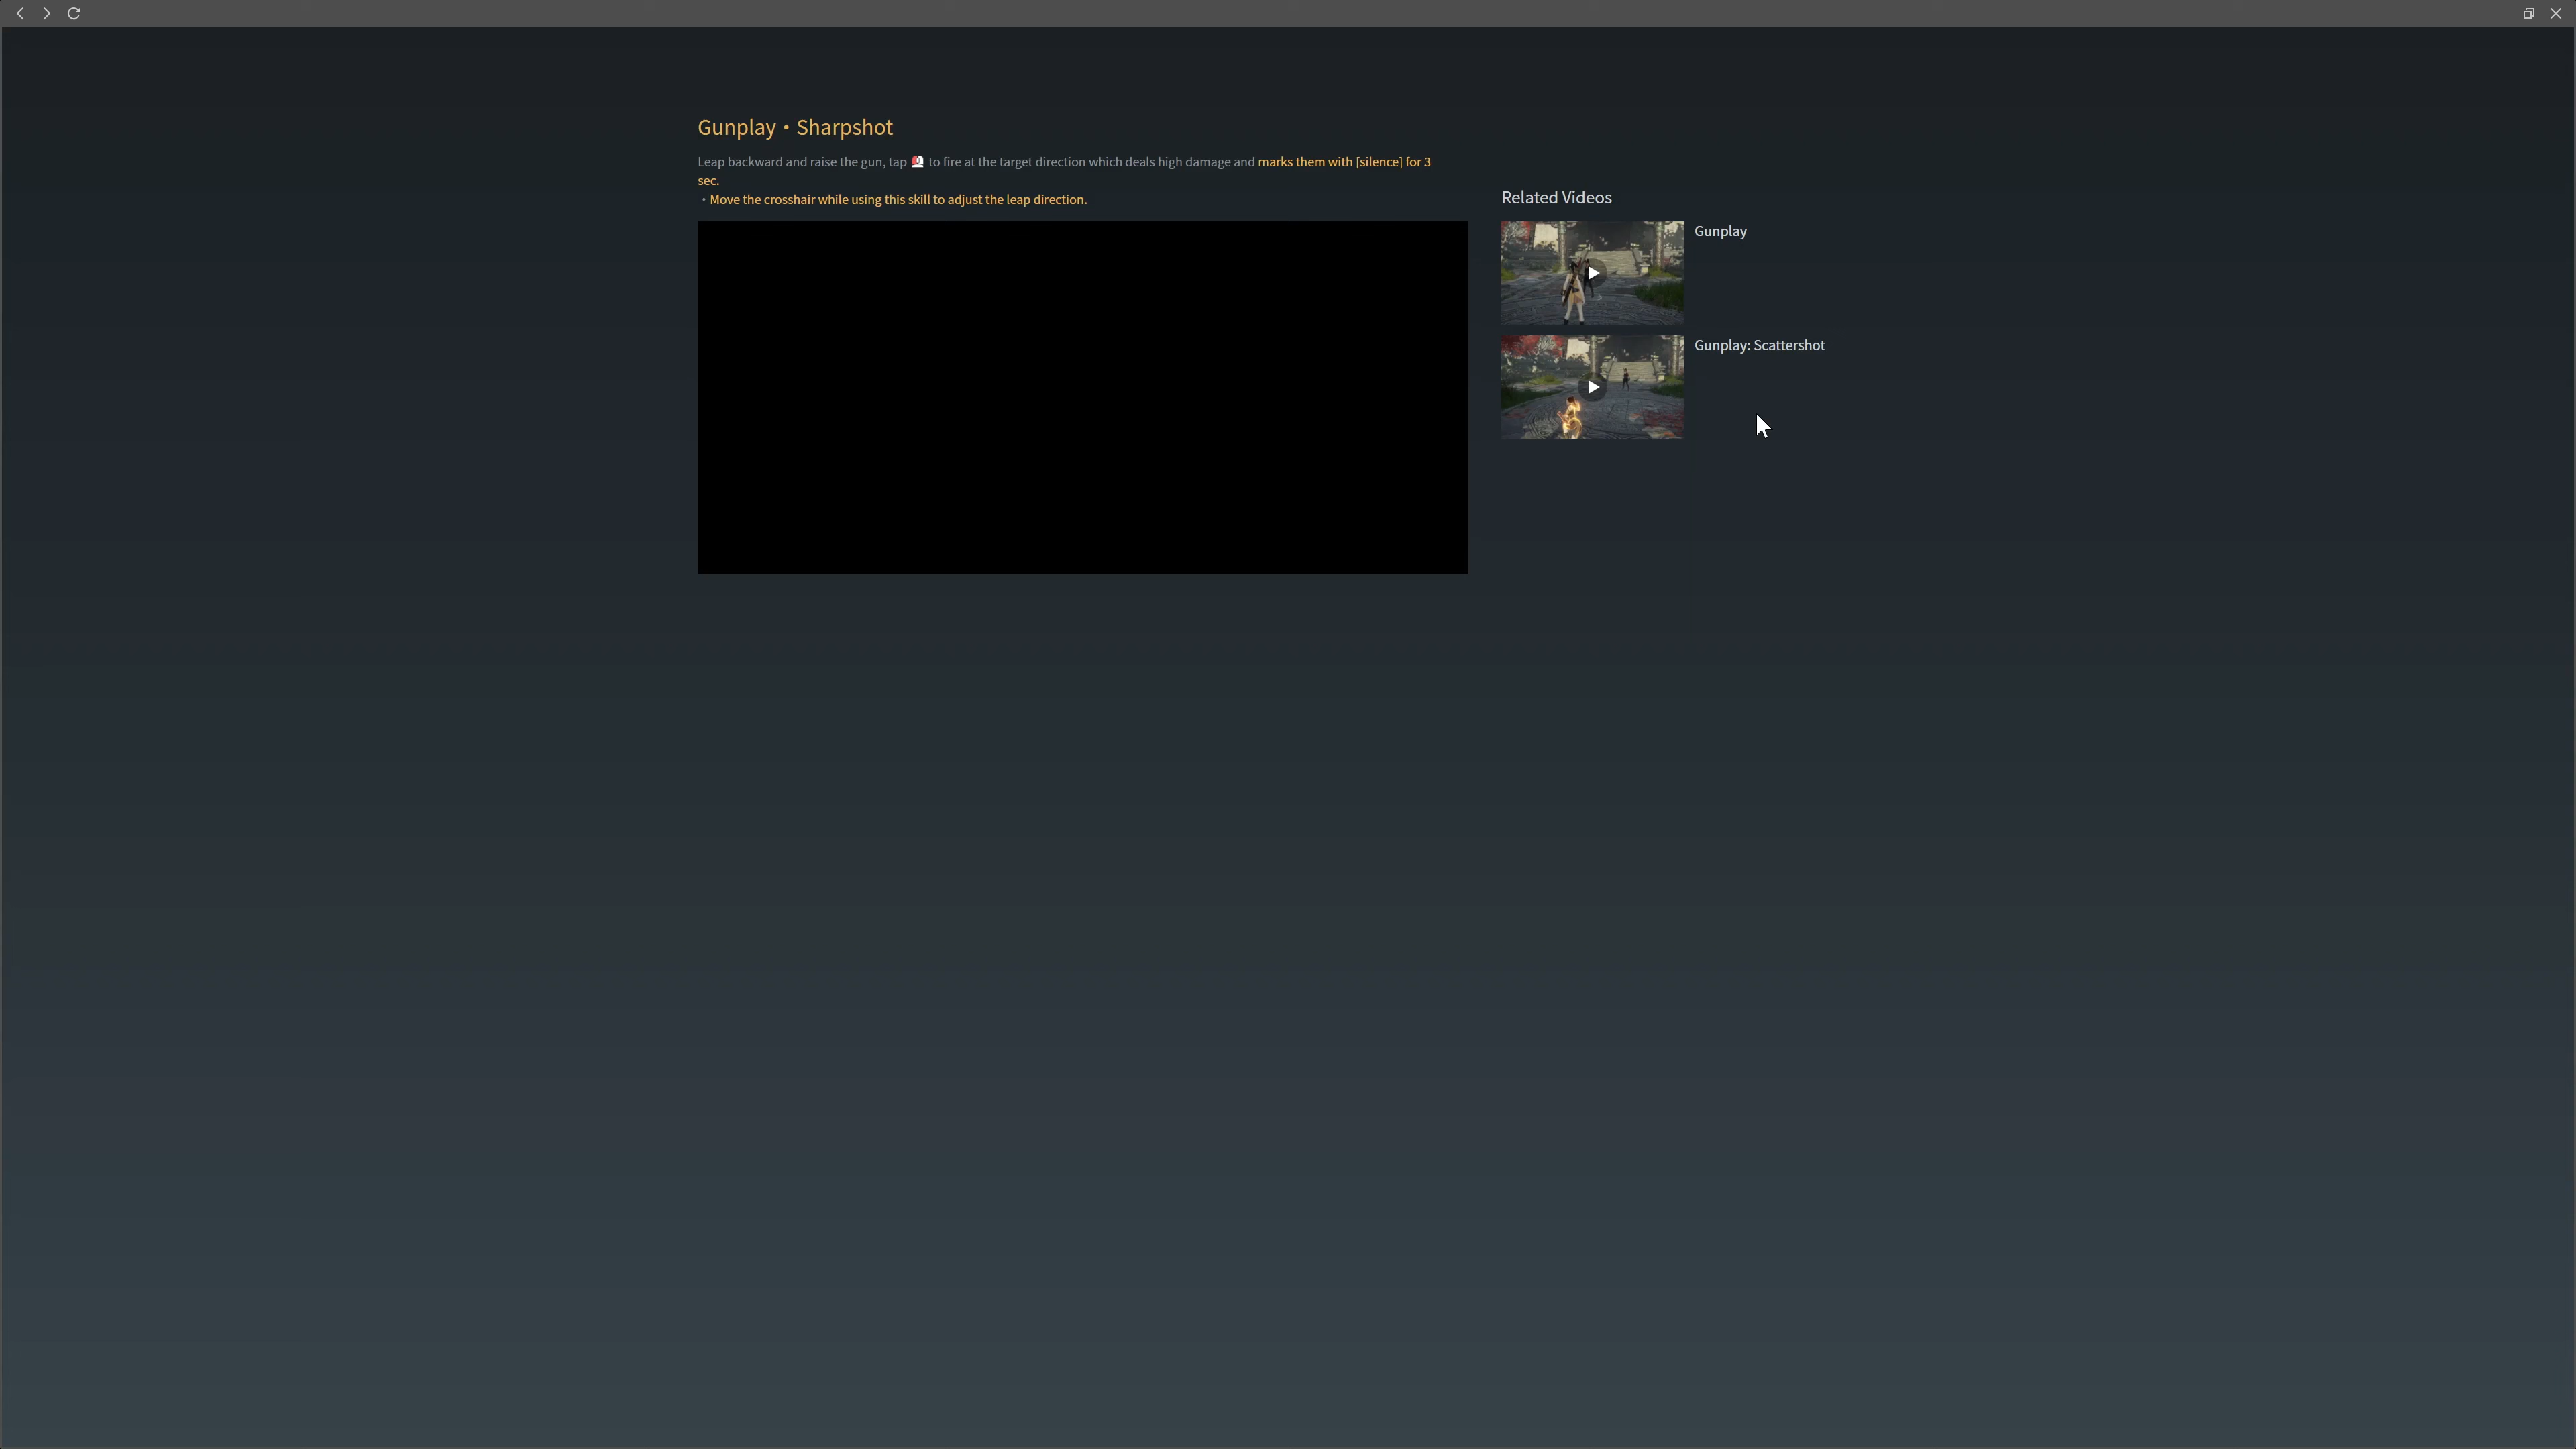 Gunplay • Sharpshot
Leap backward and raise the gun, tap to fire at the target direction which deals high damage and marks them with [silence] for 3
sec.
• Move the crosshair while using this skill to adjust the leap direction.
Related Videos
Gunplay
Gunplay: Scattershot